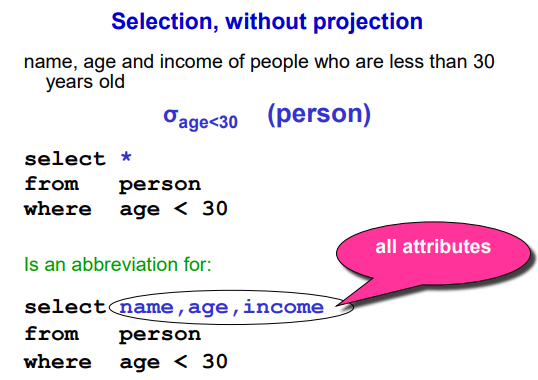 Selection, without projection
name, age and income of people who are less than 30
years old
σage<30 (person)
select *
from person
where age < 30
all attributes
Is an abbreviation for:
select name,age,income
from person
where age < 30